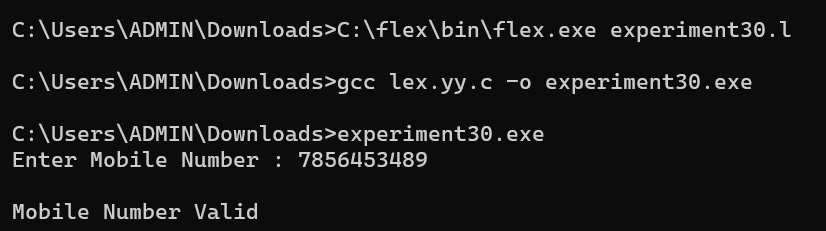 C:\Users\ADMIN\Downloads>C:\flex\bin\flex.exe experiment30.l
C:\Users\ADMIN\Downloads>gcc lex.yy.c -o experiment30.exe
C:\Users\ADMIN\Downloads>experiment30.exe
Enter Mobile Number : 7856453489
Mobile Number Valid